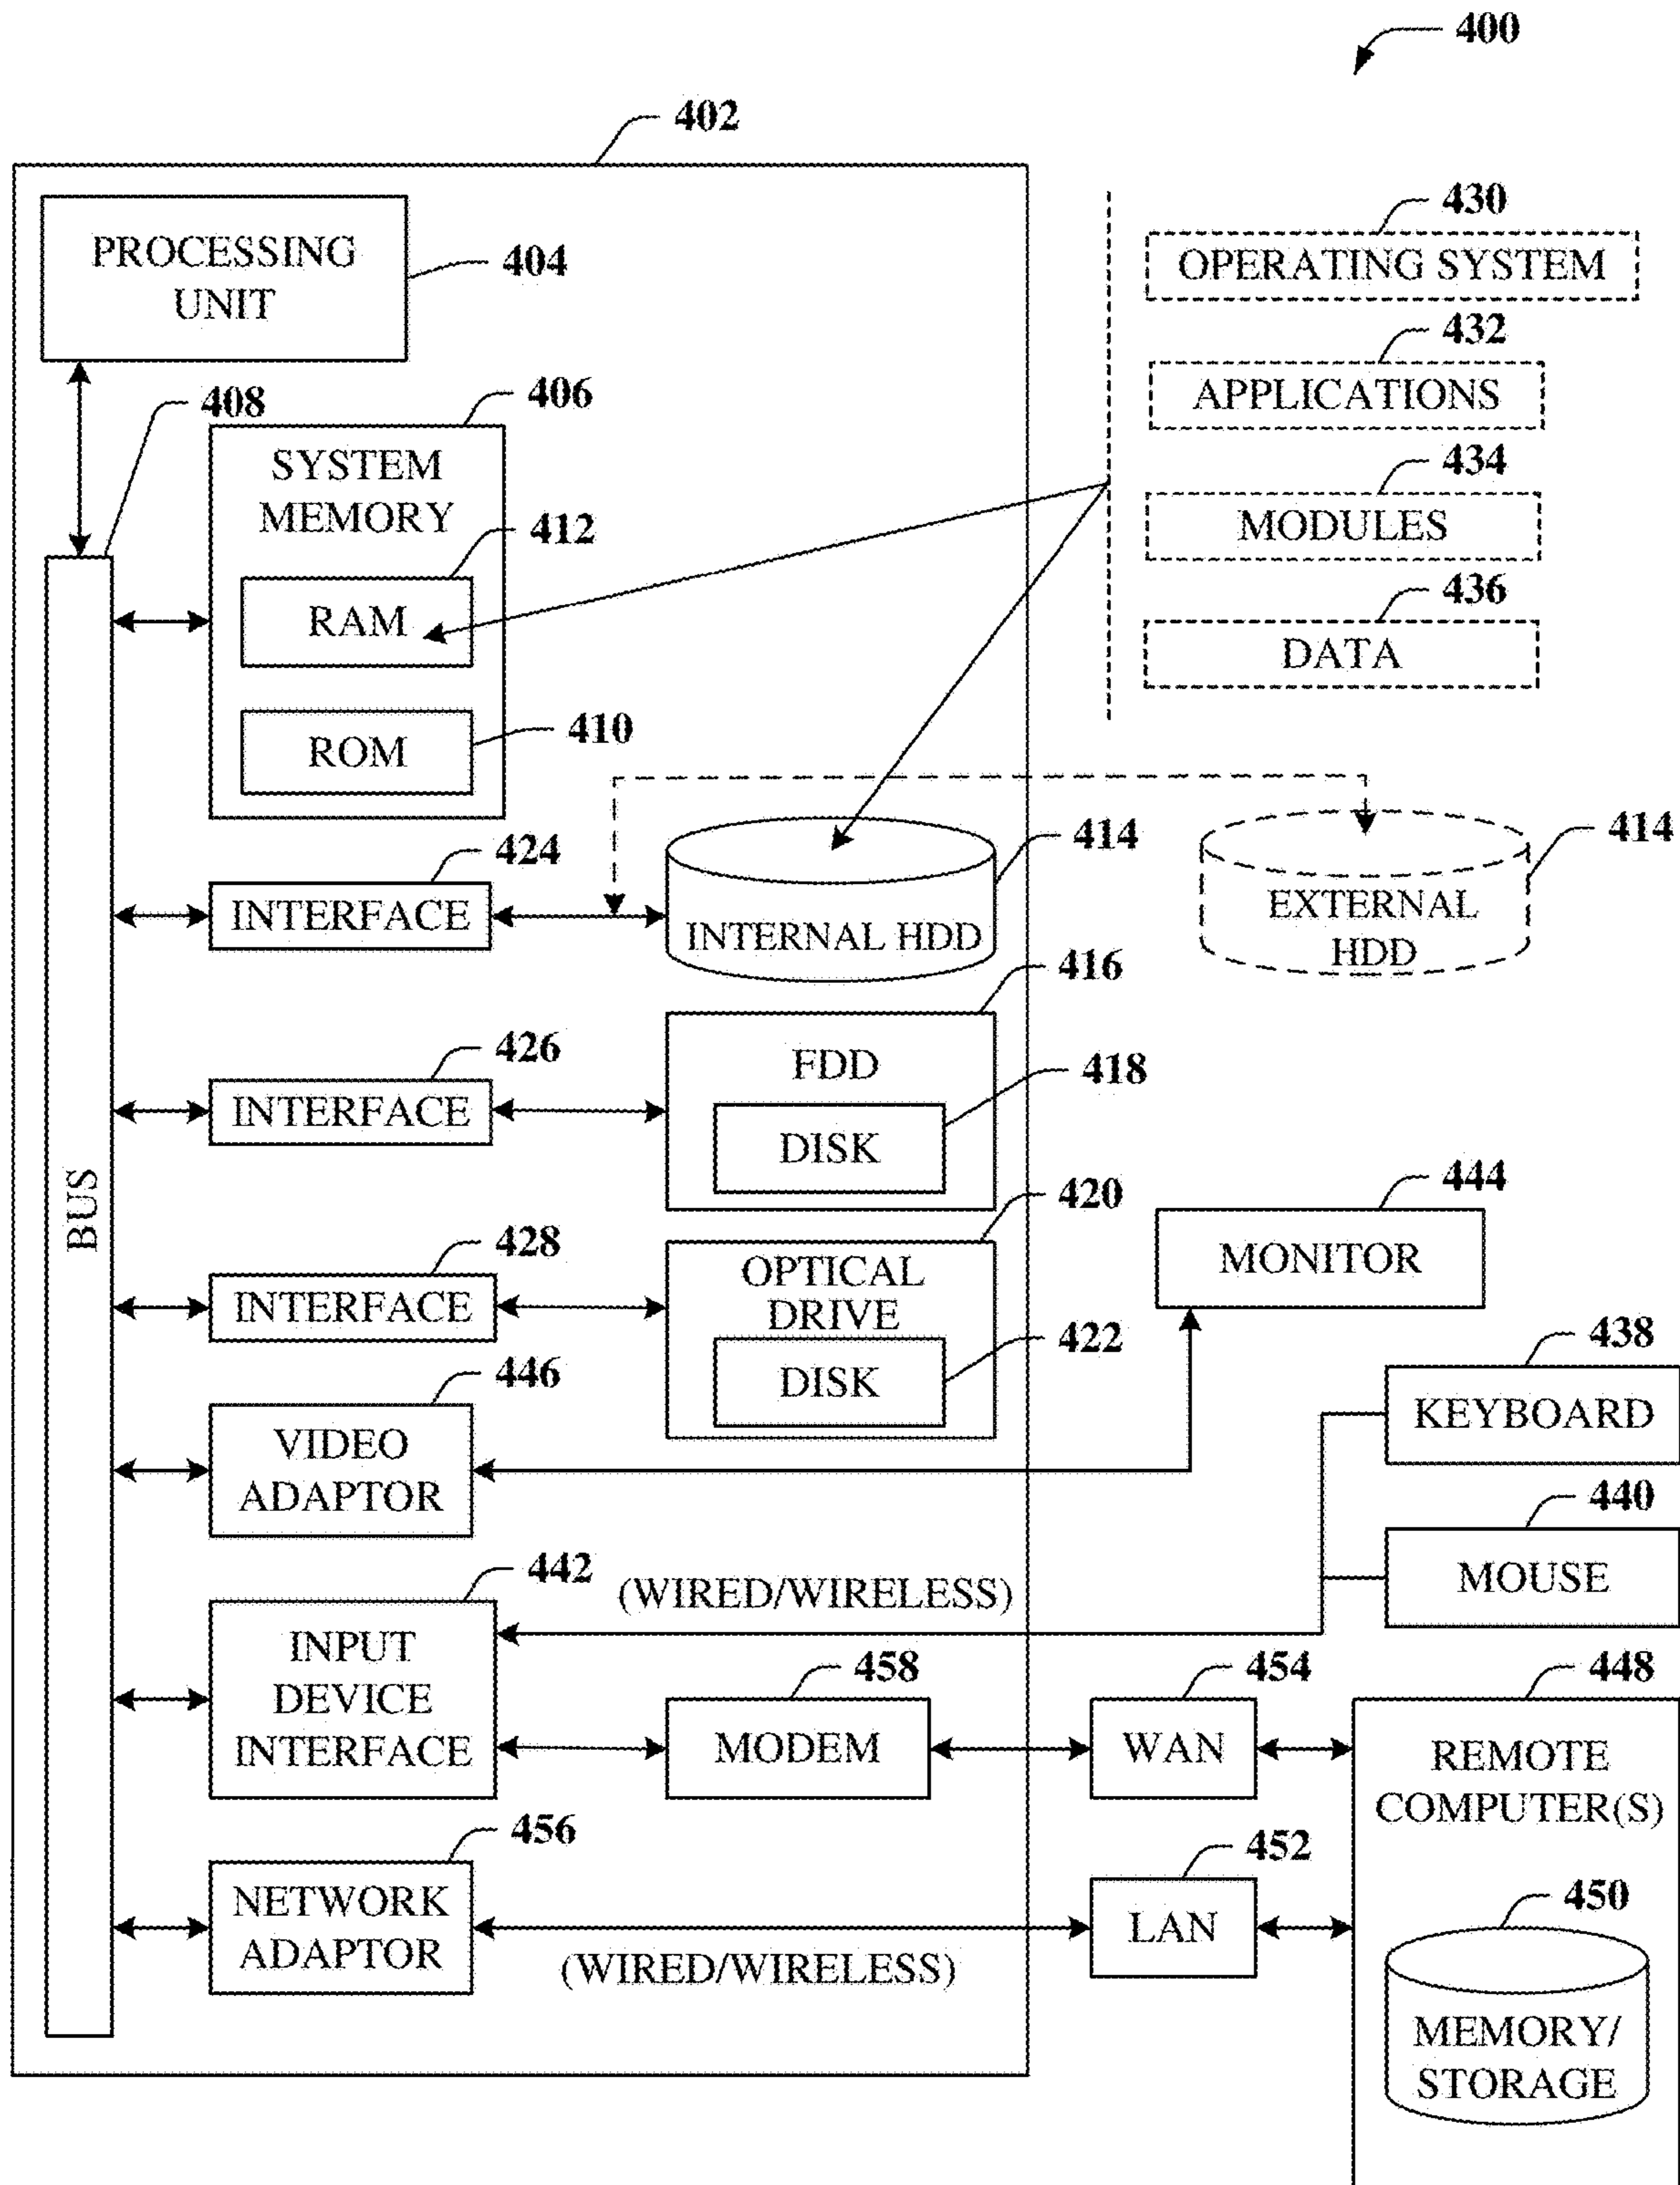 400
402
PROCESSING
UNIT
404
430
OPERATING SYSTEM
432
APPLICATIONS
434
MODULES
436
DATA
408
406
SYSTEM
MEMORY
412
RAM
410
ROM
BUS
424
INTERFACE
414
INTERNAL HDD
414
EXTERNAL
HDD
426
INTERFACE
416
FDD
418
DISK
428
INTERFACE
420
OPTICAL
DRIVE
422
DISK
444
MONITOR
446
VIDEO
ADAPTOR
438
KEYBOARD
440
MOUSE
442
(WIRED/WIRELESS)
INPUT
DEVICE
INTERFACE
458
MODEM
454
WAN
448
REMOTE
COMPUTER(S)
456
NETWORK
ADAPTOR
(WIRED/WIRELESS)
452
LAN
450
MEMORY/
STORAGE